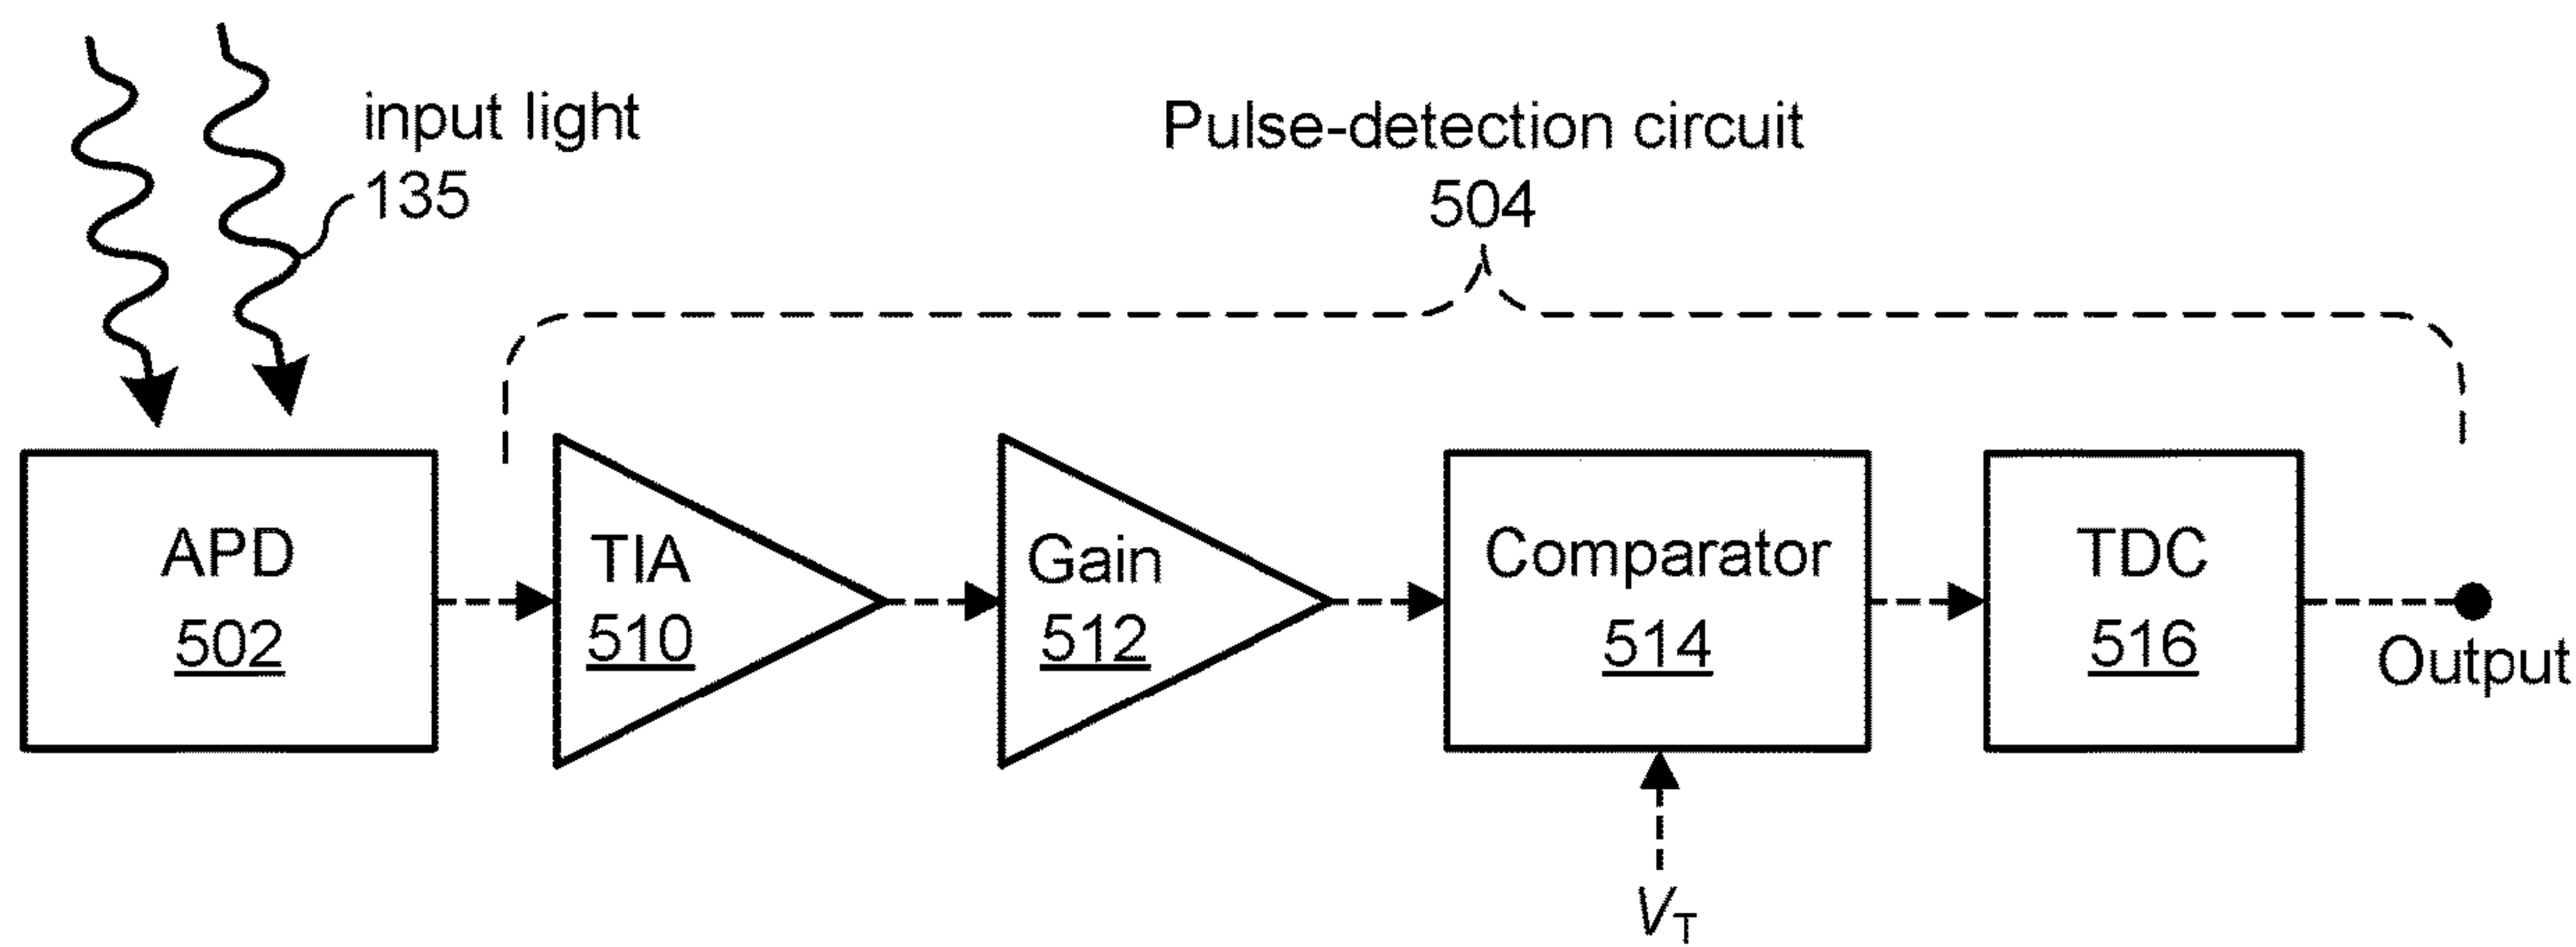 input light
135
Pulse-detection circuit
504
APD
502
TIA
510
Gain
512
Comparator
514
TDC
516
Output
VT